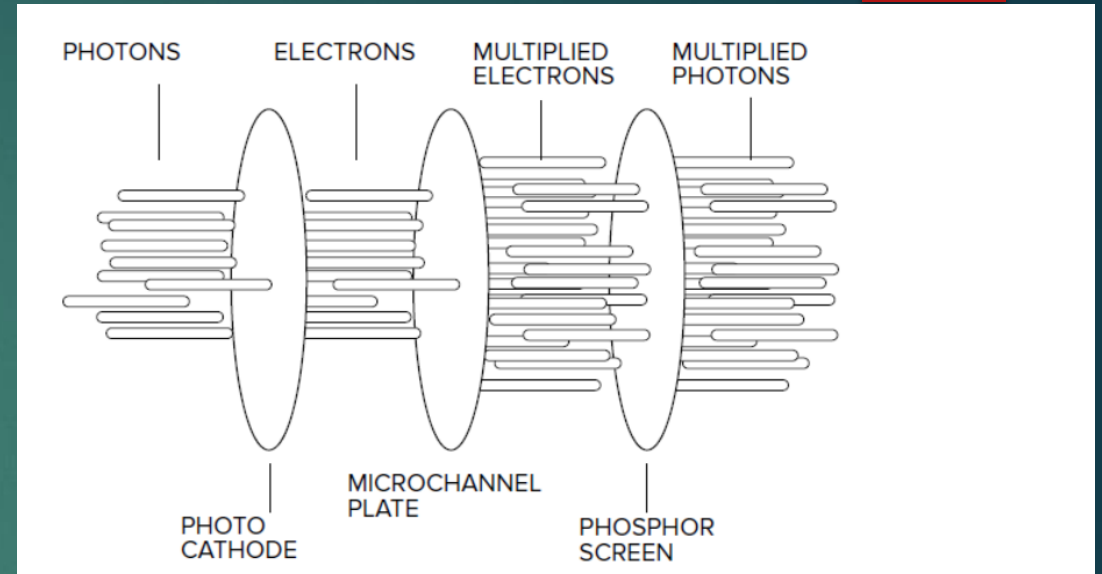 PHOTONS
ELECTRONS
MULTIPLIED
ELECTRONS
MULTIPLIED
PHOTONS
MICROCHANNEL
PLATE
PHOTO
CATHODE
PHOSPHOR
SCREEN